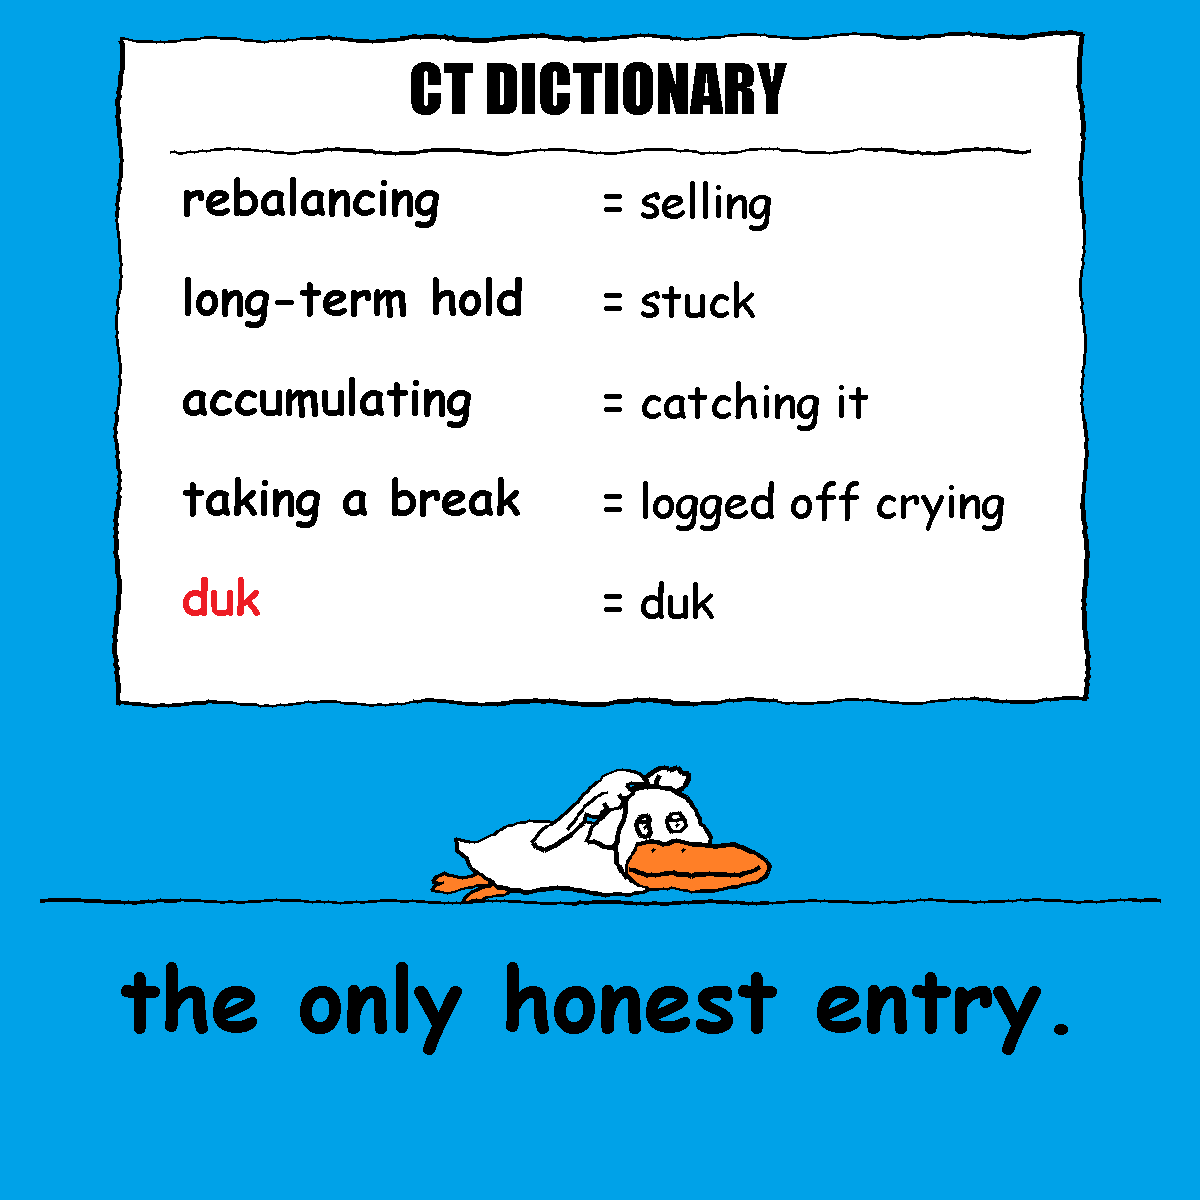 CT DICTIONARY
rebalancing = selling
long-term hold = stuck
accumulating = catching it
taking a break = logged off crying
duk = duk
the only honest entry.